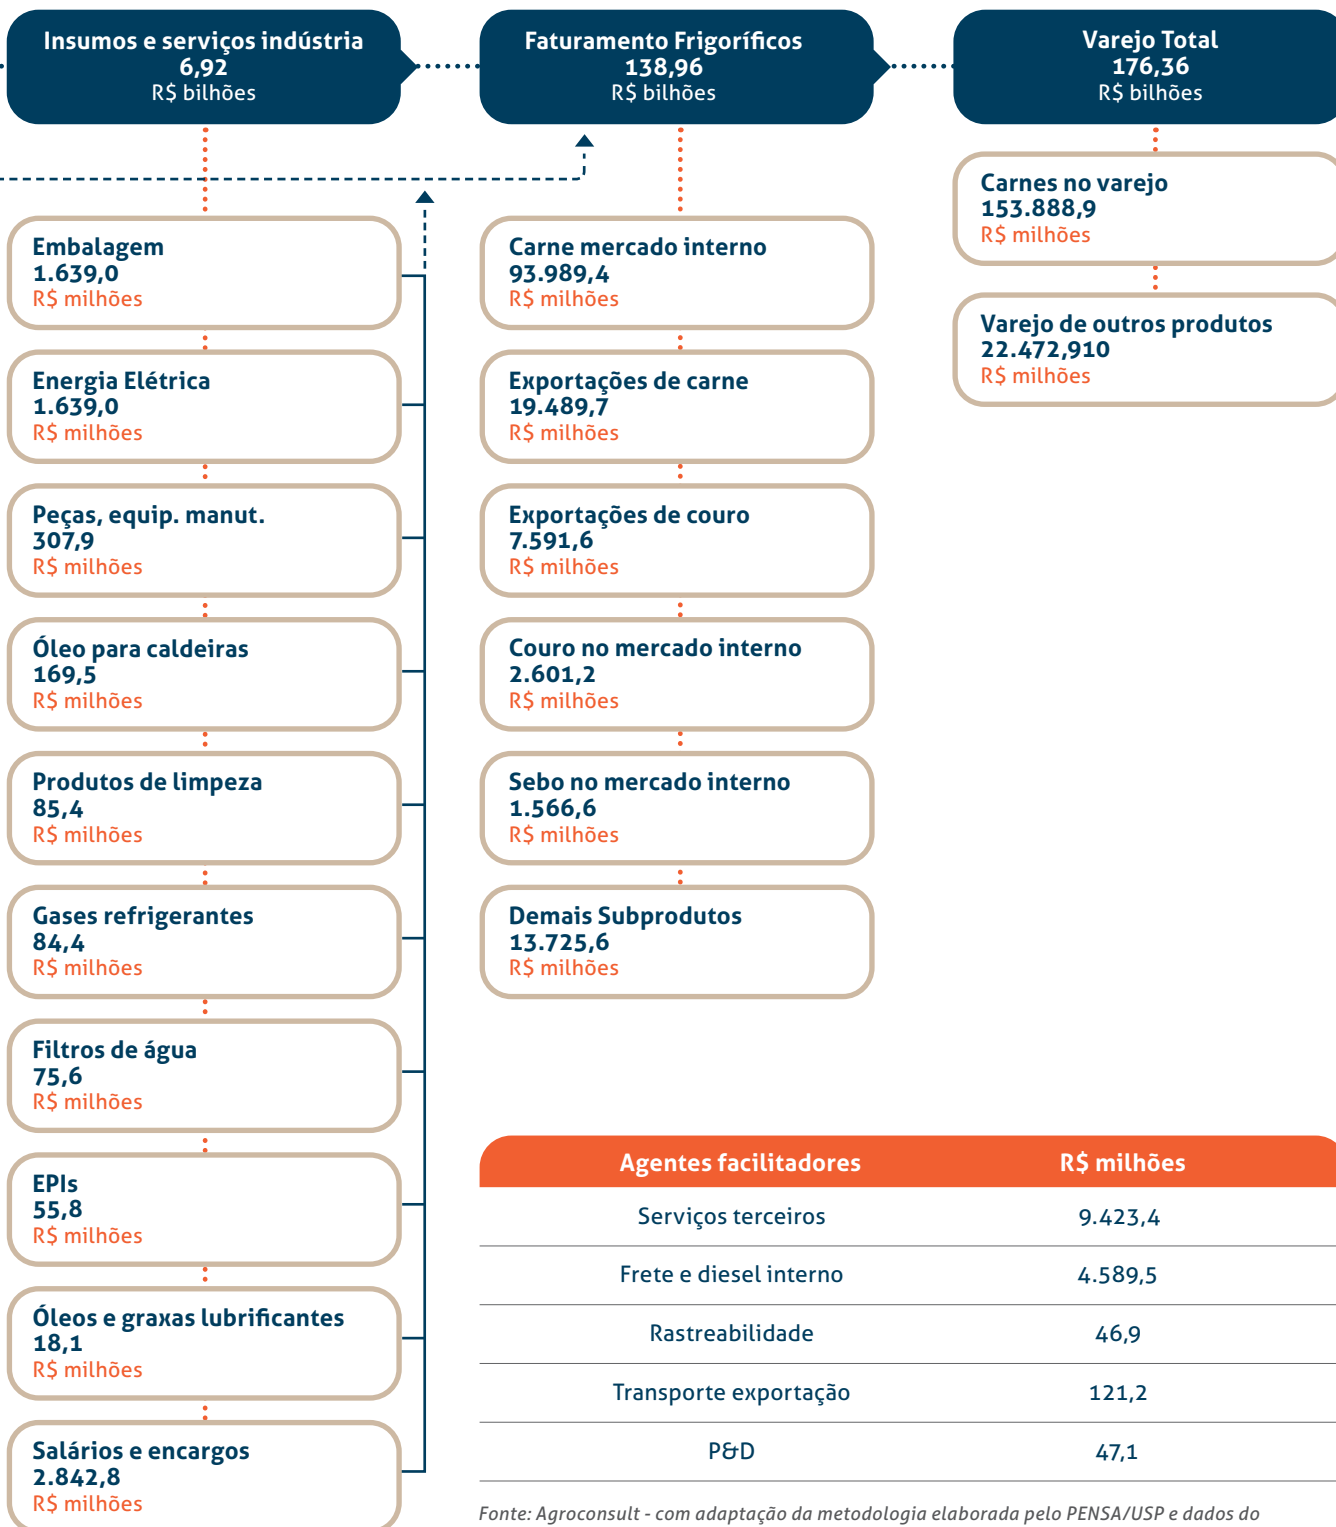 Insumos e serviços indústria
6,92
R$ bilhões
Embalagem
1.639,0
R$ milhões
Energia Elétrica
1.639,0
R$ milhões
Peças, equip. manut.
307,9
R$ milhões
Óleo para caldeiras
169,5
R$ milhões
Produtos de limpeza
85,4
R$ milhões
Gases refrigerantes
84,4
R$ milhões
Filtros de água
75,6
R$ milhões
EPIs
55,8
R$ milhões
Óleos e graxas lubrificantes
18,1
R$ milhões
Salários e encargos
2.842,8
R$ milhões
Faturamento Frigoríficos
138,96
R$ bilhões
Carne mercado interno
93.989,4
R$ milhões
Exportações de carne
19.489,7
R$ milhões
Exportações de couro
7.591,6
R$ milhões
Couro no mercado interno
2.601,2
R$ milhões
Sebo no mercado interno
1.566,6
R$ milhões
Demais Subprodutos
13.725,6
R$ milhões
Varejo Total
176,36
R$ bilhões
Carnes no varejo
153.888,9
R$ milhões
Varejo de outros produtos
22.472,910
R$ milhões
Agentes facilitadores R$ milhões
Serviços terceiros 9.423,4
Frete e diesel interno 4.589,5
Rastreabilidade 46,9
Transporte exportação 121,2
P&D 47,1
Fonte: Agroconsult - com adaptação da metodologia elaborada pelo PENSA/USP e dados do